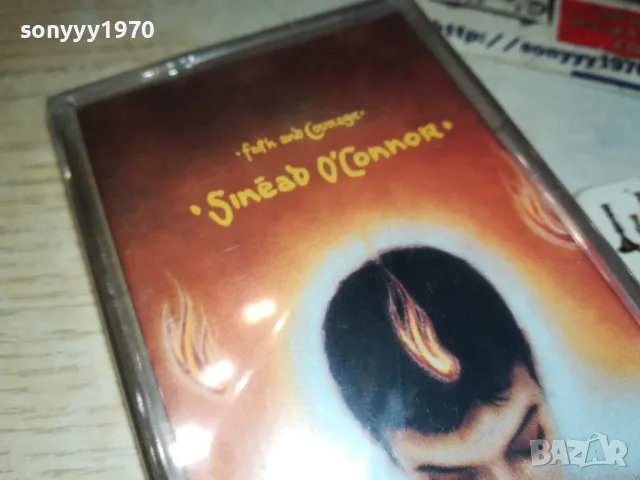 sonyyy1970
http://sonyyy1970
·Faith and Courage·
·Sinéad O'Connor·
BAZAR